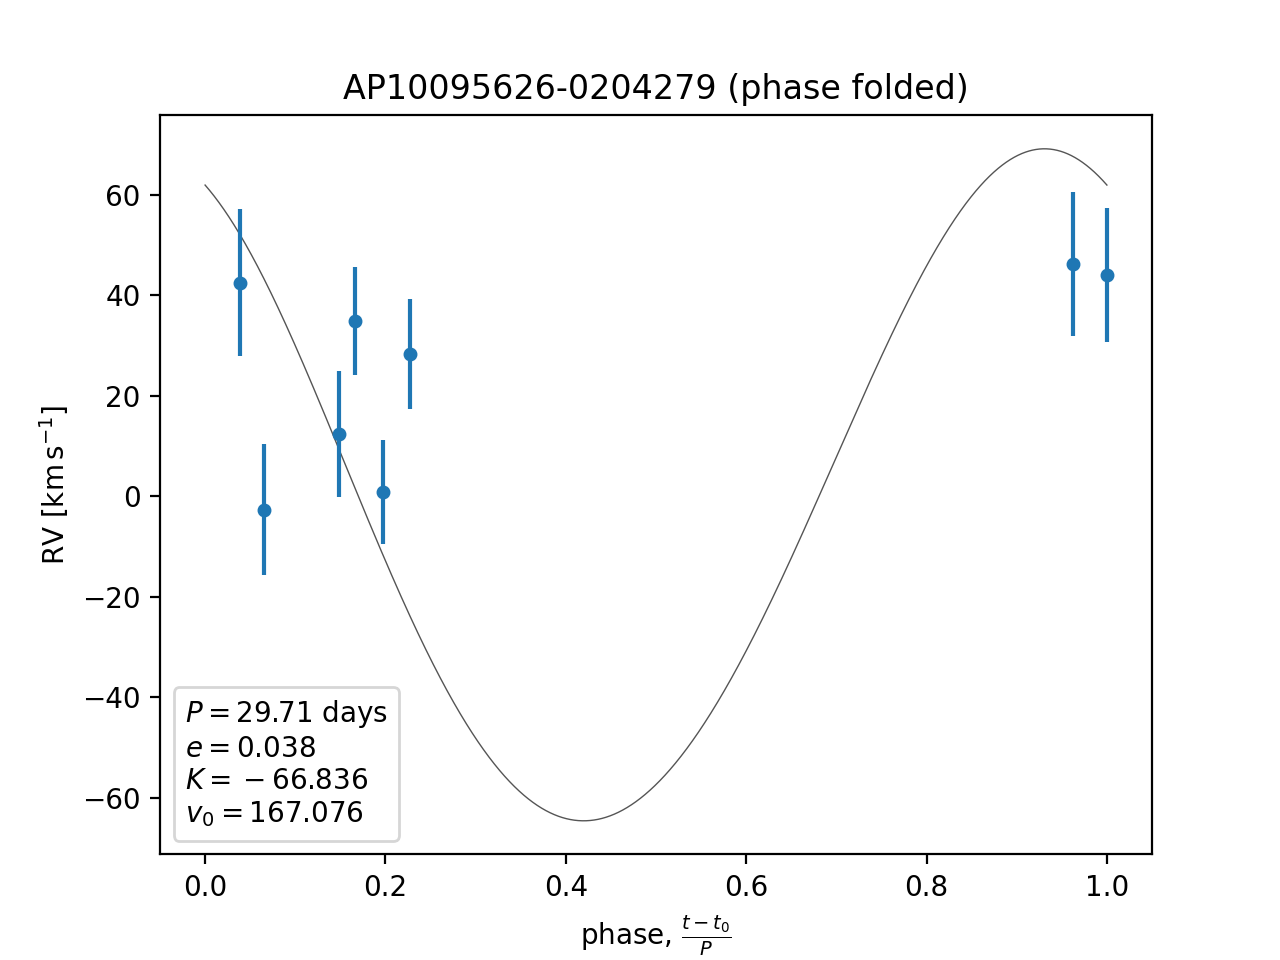 AP10095626-0204279 (phase folded)
RV [km s⁻¹]
60
40
20
0
−20
−40
−60
P = 29.71 days
e = 0.038
K = −66.836
v₀ = 167.076
0.0 0.2 0.4 0.6 0.8 1.0
phase, (t − t₀)/P